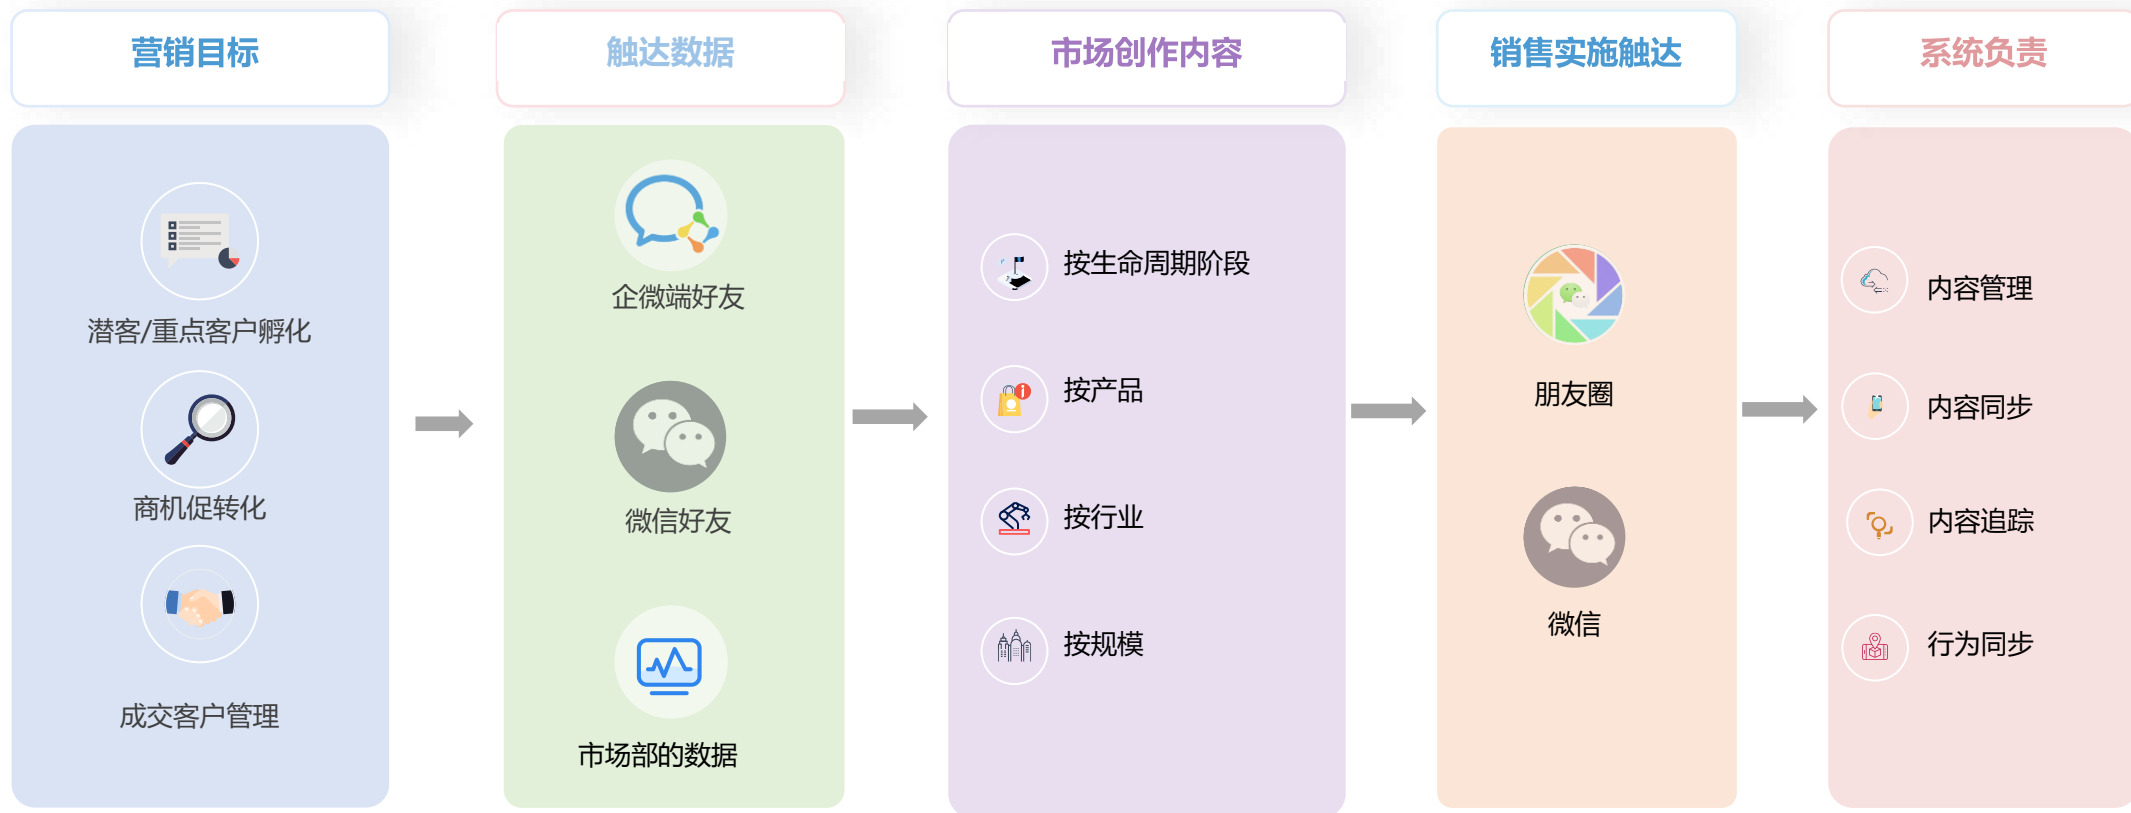 营销目标
触达数据
市场创作内容
销售实施触达
系统负责
潜客/重点客户孵化
商机促转化
成交客户管理
企微端好友
微信好友
市场部的数据
按生命周期阶段
按产品
按行业
按规模
朋友圈
微信
内容管理
内容同步
内容追踪
行为同步